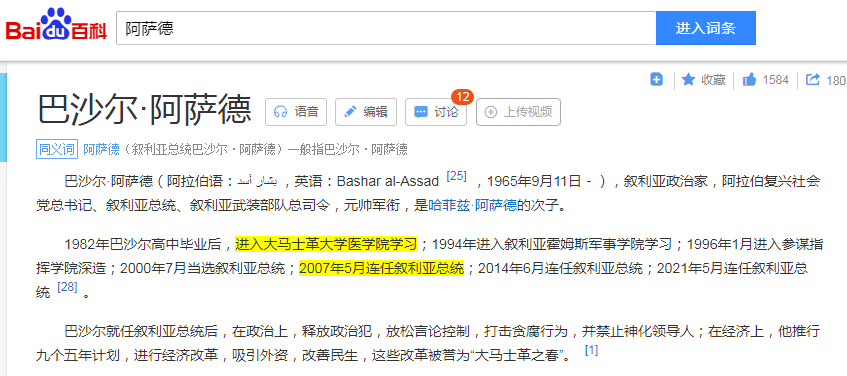 Baidu百科
阿萨德
进入词条
收藏 1584 180
巴沙尔·阿萨德 语音 编辑 讨论 12 上传视频
同义词 阿萨德（叙利亚总统巴沙尔·阿萨德）一般指巴沙尔·阿萨德
巴沙尔·阿萨德（阿拉伯语：بشار أسد ，英语：Bashar al-Assad [25] ，1965年9月11日－），叙利亚政治家，阿拉伯复兴社会
党总书记、叙利亚总统、叙利亚武装部队总司令，元帅军衔，是哈菲兹·阿萨德的次子。
1982年巴沙尔高中毕业后，进入大马士革大学医学院学习；1994年进入叙利亚霍姆斯军事学院学习；1996年1月进入参谋指
挥学院深造；2000年7月当选叙利亚总统；2007年5月连任叙利亚总统；2014年6月连任叙利亚总统；2021年5月连任叙利亚总
统 [28] 。
巴沙尔就任叙利亚总统后，在政治上，释放政治犯，放松言论控制，打击贪腐行为，并禁止神化领导人；在经济上，他推行
九个五年计划，进行经济改革，吸引外资，改善民生，这些改革被誉为“大马士革之春”。 [1]